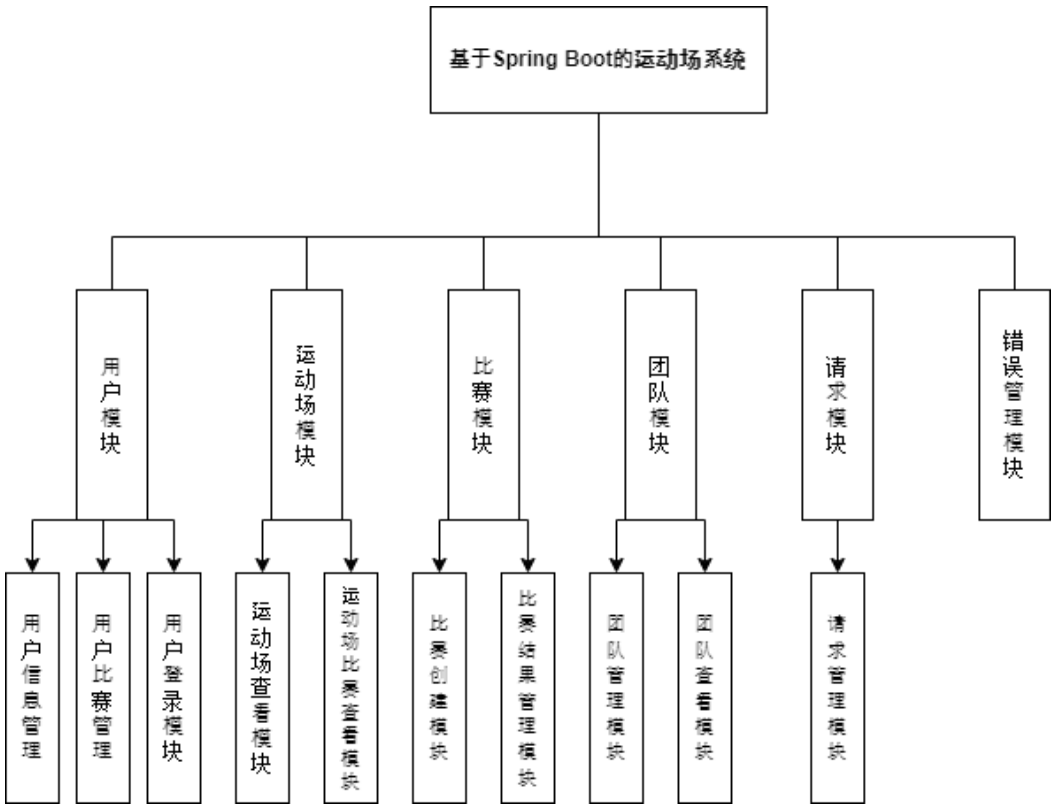 基于Spring Boot的运动场系统
用户模块
运动场模块
比赛模块
团队模块
请求模块
错误管理模块
用户信息管理
用户比赛管理
用户登录模块
运动场查看模块
运动场比赛查看模块
比赛创建模块
比赛结果管理模块
团队管理模块
团队查看模块
请求管理模块